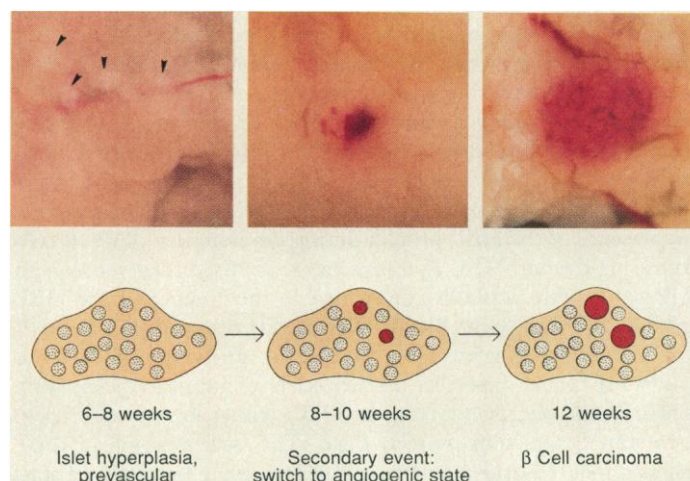 6–8 weeks
8–10 weeks
12 weeks
Islet hyperplasia,
prevascular
Secondary event:
switch to angiogenic state
β Cell carcinoma